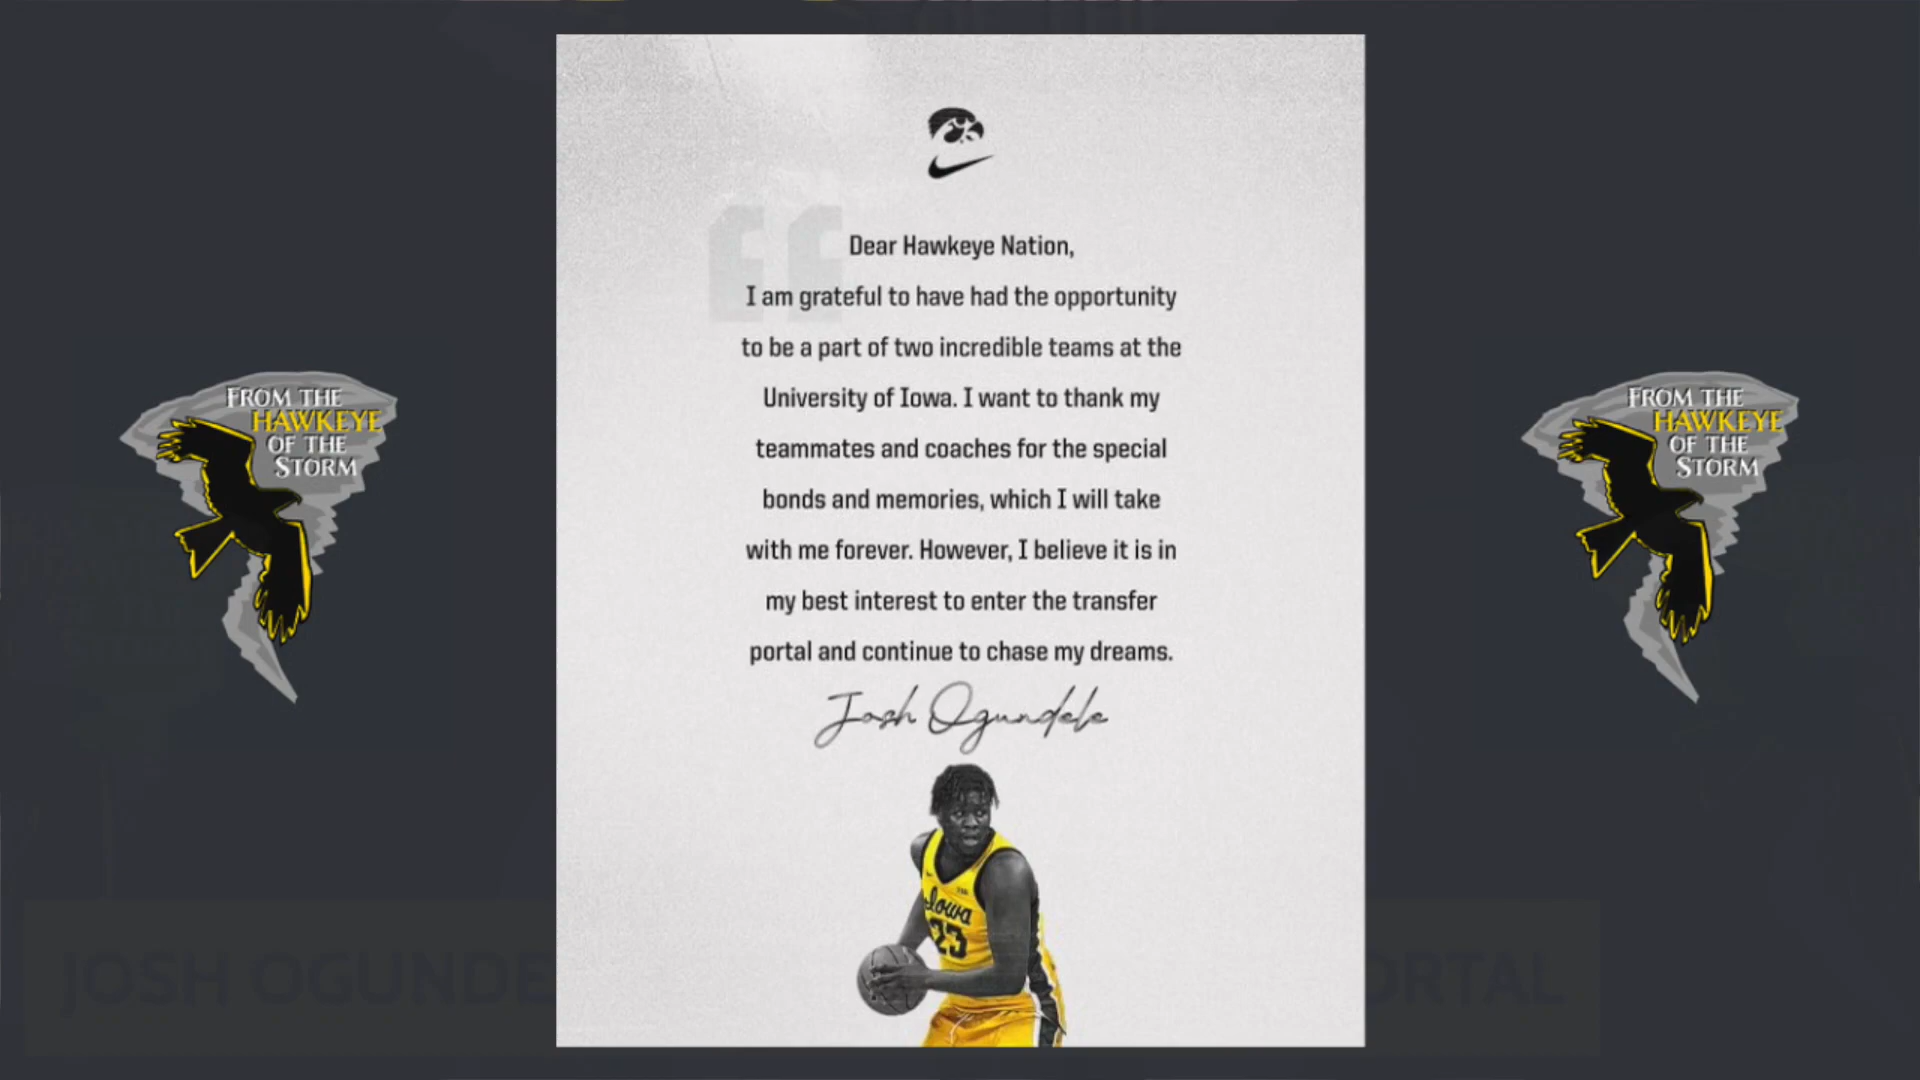 FROM THE
HAWKEYE
OF THE
STORM
Dear Hawkeye Nation,
I am grateful to have had the opportunity
to be a part of two incredible teams at the
University of Iowa. I want to thank my
teammates and coaches for the special
bonds and memories, which I will take
with me forever. However, I believe it is in
my best interest to enter the transfer
portal and continue to chase my dreams.
Josh Ogundele
Iowa
23
FROM THE
HAWKEYE
OF THE
STORM
JOSH OGUNDE
ORTAL